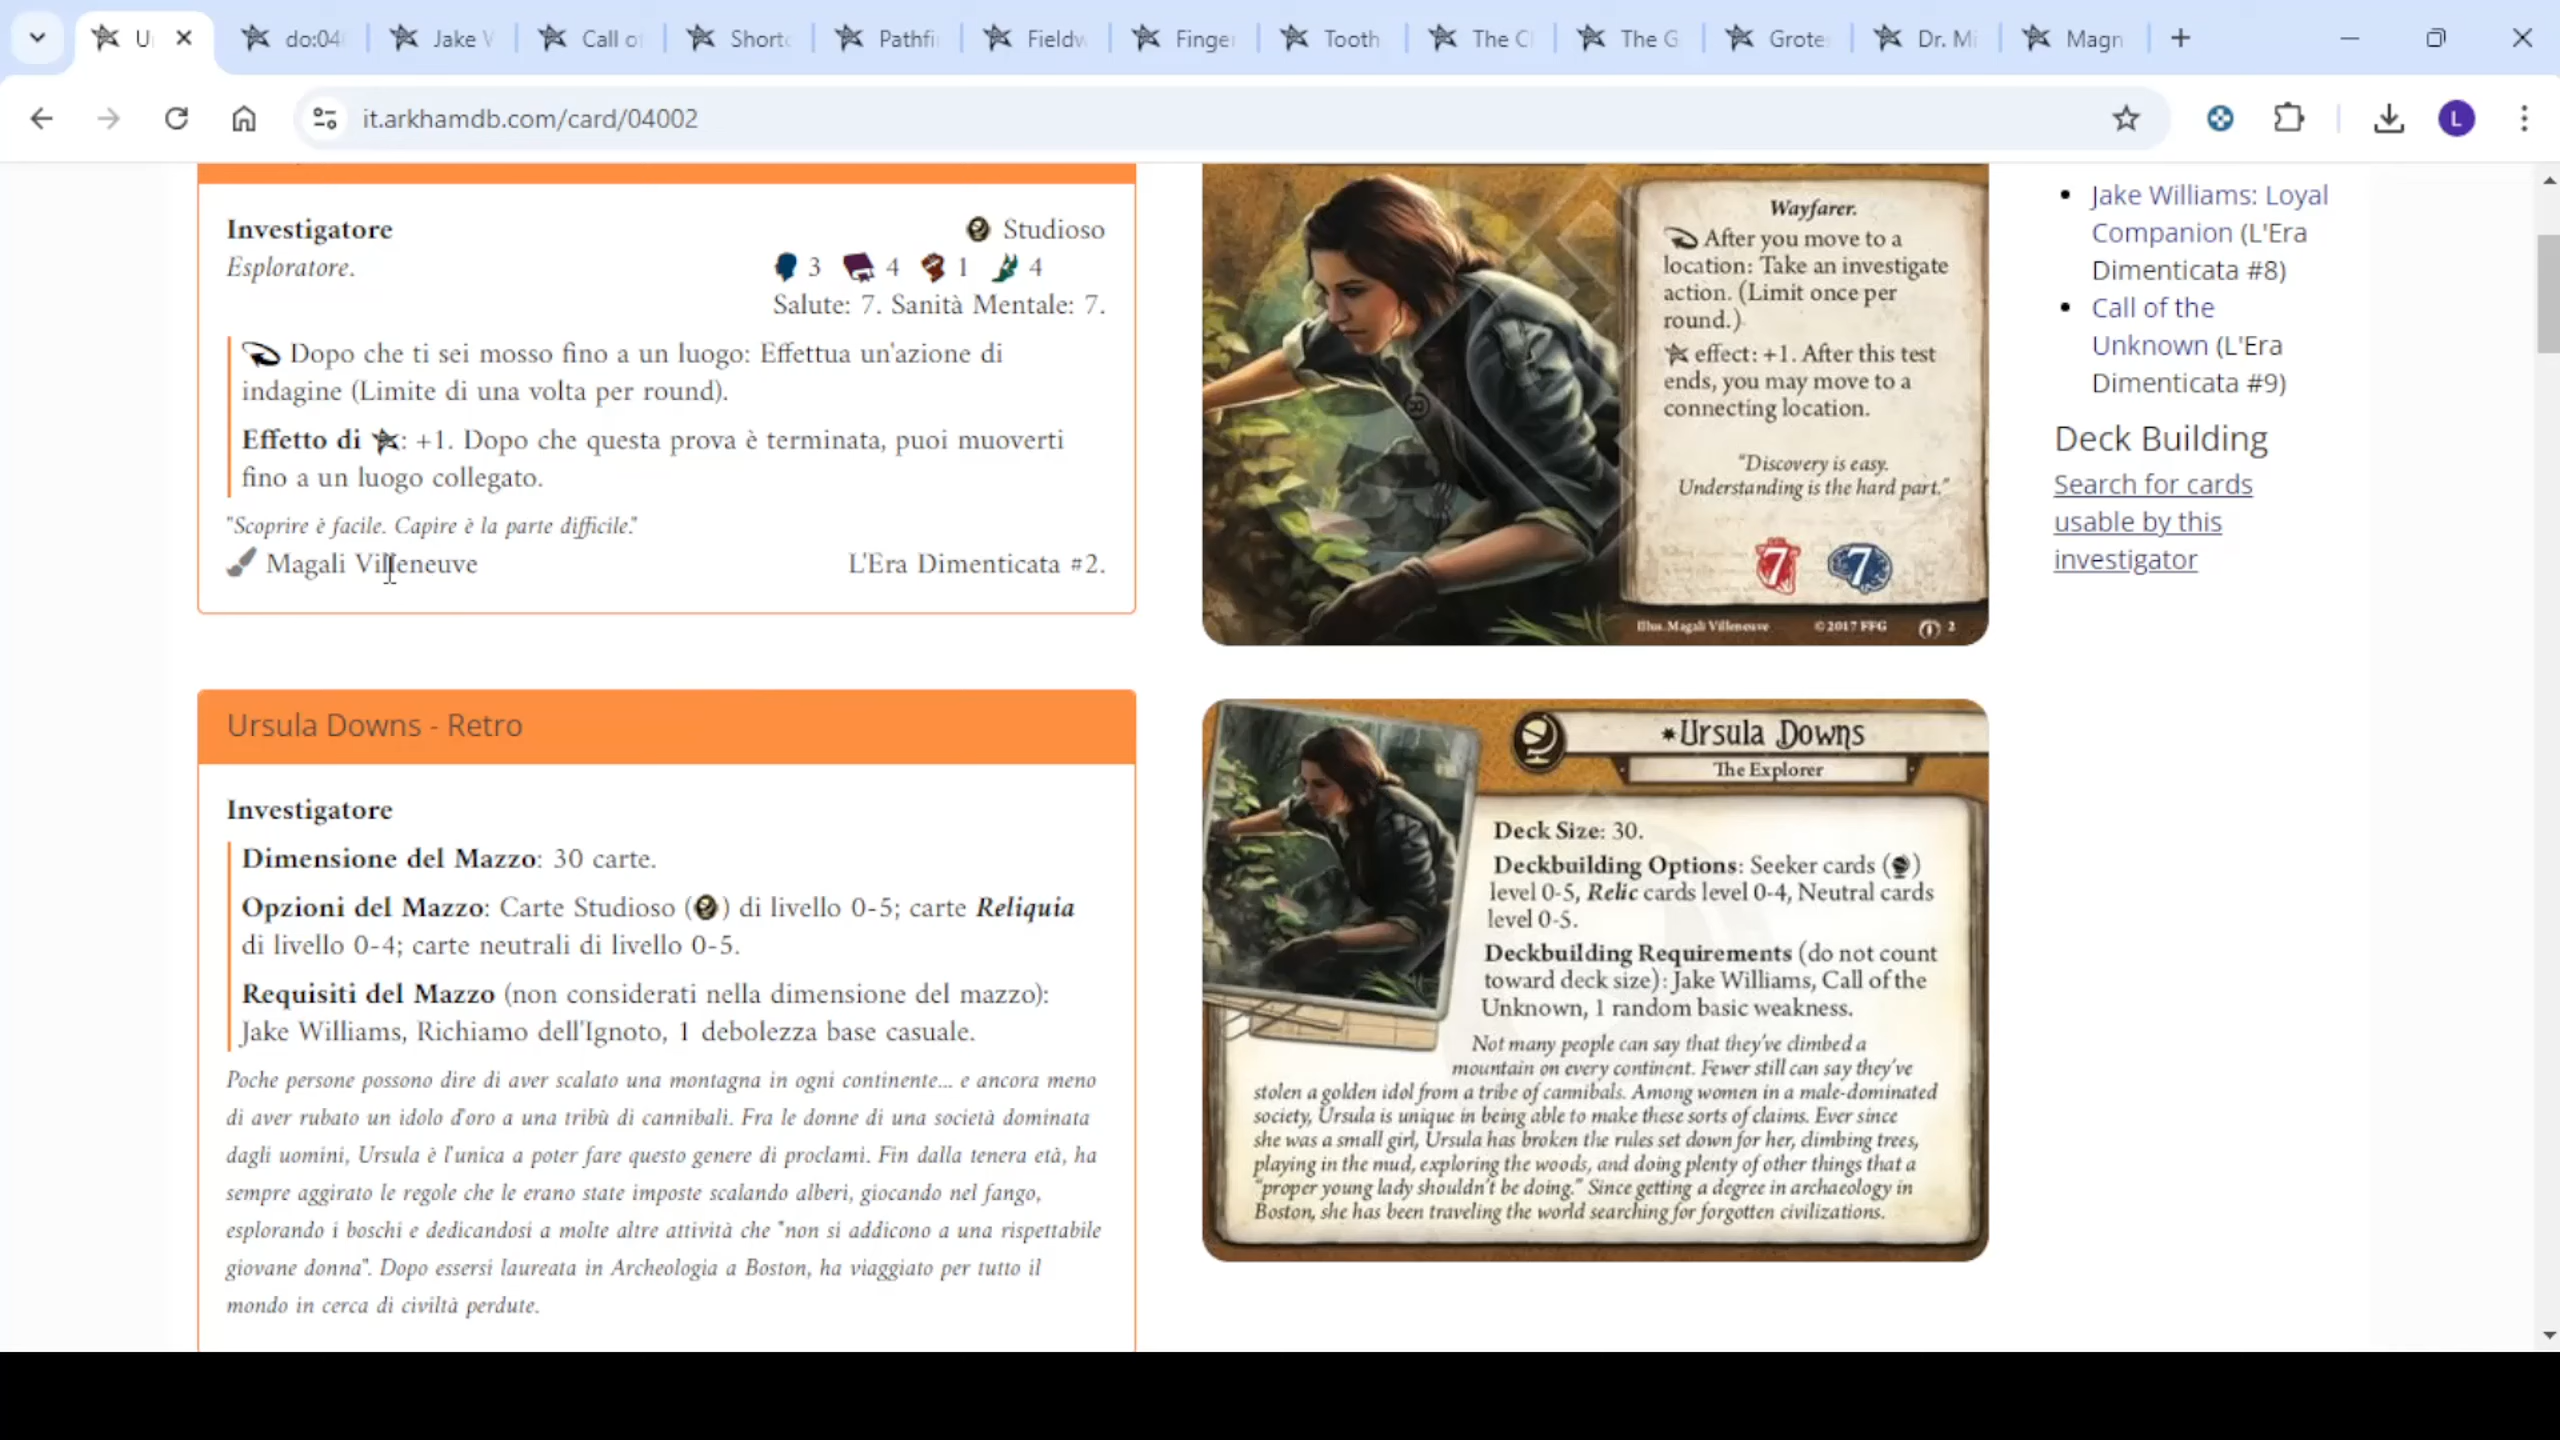 U
do:04
Jake V
Call of
Shortc
Pathfi
Fieldw
Finger
Tooth
The C
The G
Grote
Dr. Mi
Magn
it.arkhamdb.com/card/04002
L
Investigatore
Studioso
Esploratore.
3 4 1 4
Salute: 7. Sanità Mentale: 7.
Dopo che ti sei mosso fino a un luogo: Effettua un'azione di
indagine (Limite di una volta per round).
Effetto di : +1. Dopo che questa prova è terminata, puoi muoverti
fino a un luogo collegato.
"Scoprire è facile. Capire è la parte difficile."
Magali Villeneuve
L'Era Dimenticata #2.
Wayfarer.
After you move to a
location: Take an investigate
action. (Limit once per
round.)
effect: +1. After this test
ends, you may move to a
connecting location.
"Discovery is easy.
Understanding is the hard part."
7 7
Illus. Magali Villeneuve ©2017 FFG 2
Jake Williams: Loyal
Companion (L'Era
Dimenticata #8)
Call of the
Unknown (L'Era
Dimenticata #9)
Deck Building
Search for cards
usable by this
investigator
Ursula Downs - Retro
Investigatore
Dimensione del Mazzo: 30 carte.
Opzioni del Mazzo: Carte Studioso ( ) di livello 0-5; carte Reliquia
di livello 0-4; carte neutrali di livello 0-5.
Requisiti del Mazzo (non considerati nella dimensione del mazzo):
Jake Williams, Richiamo dell'Ignoto, 1 debolezza base casuale.
Poche persone possono dire di aver scalato una montagna in ogni continente... e ancora meno
di aver rubato un idolo d'oro a una tribù di cannibali. Fra le donne di una società dominata
dagli uomini, Ursula è l'unica a poter fare questo genere di proclami. Fin dalla tenera età, ha
sempre aggirato le regole che le erano state imposte scalando alberi, giocando nel fango,
esplorando i boschi e dedicandosi a molte altre attività che "non si addicono a una rispettabile
giovane donna". Dopo essersi laureata in Archeologia a Boston, ha viaggiato per tutto il
mondo in cerca di civiltà perdute.
Ursula Downs
The Explorer
Deck Size: 30.
Deckbuilding Options: Seeker cards ( )
level 0-5, Relic cards level 0-4, Neutral cards
level 0-5.
Deckbuilding Requirements (do not count
toward deck size): Jake Williams, Call of the
Unknown, 1 random basic weakness.
Not many people can say that they've climbed a
mountain on every continent. Fewer still can say they've
stolen a golden idol from a tribe of cannibals. Among women in a male-dominated
society, Ursula is unique in being able to make these sorts of claims. Ever since
she was a small girl, Ursula has broken the rules set down for her, climbing trees,
playing in the mud, exploring the woods, and doing plenty of other things that a
"proper young lady shouldn't be doing." Since getting a degree in archaeology in
Boston, she has been traveling the world searching for forgotten civilizations.